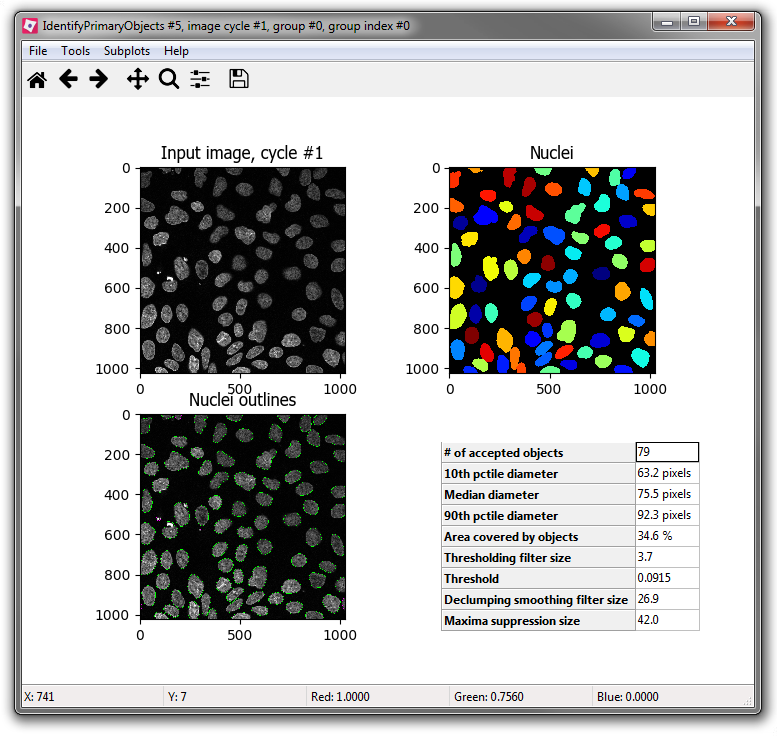 IdentifyPrimaryObjects #5, image cycle #1, group #0, group index #0
File Tools Subplots Help
Input image, cycle #1
0
200
400
600
800
1000
0 500 1000
Nuclei
0
200
400
600
800
1000
0 500 1000
Nuclei outlines
0
200
400
600
800
1000
0 500 1000
# of accepted objects 79
10th pctile diameter 63.2 pixels
Median diameter 75.5 pixels
90th pctile diameter 92.3 pixels
Area covered by objects 34.6 %
Thresholding filter size 3.7
Threshold 0.0915
Declumping smoothing filter size 26.9
Maxima suppression size 42.0
X: 741 Y: 7 Red: 1.0000 Green: 0.7560 Blue: 0.0000